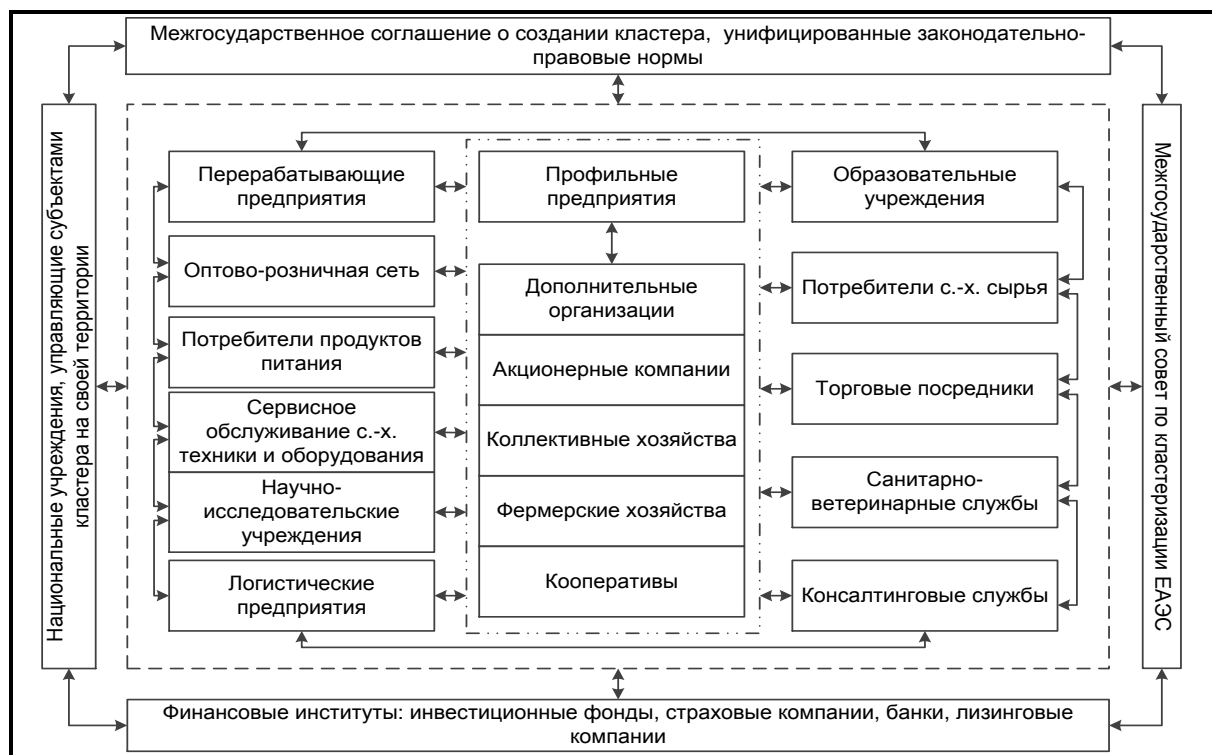 Межгосударственное соглашение о создании кластера, унифицированные законодательно-
правовые нормы
Национальные учреждения, управляющие субъектами
кластера на своей территории
Перерабатывающие
предприятия
Оптово-розничная сеть
Потребители продуктов
питания
Сервисное
обслуживание с.-х.
техники и оборудования
Научно-
исследовательские
учреждения
Логистические
предприятия
Профильные
предприятия
Дополнительные
организации
Акционерные компании
Коллективные хозяйства
Фермерские хозяйства
Кооперативы
Образовательные
учреждения
Потребители с.-х. сырья
Торговые посредники
Санитарно-
ветеринарные службы
Консалтинговые службы
Межгосударственный совет по кластеризации ЕАЭС
Финансовые институты: инвестиционные фонды, страховые компании, банки, лизинговые
компании